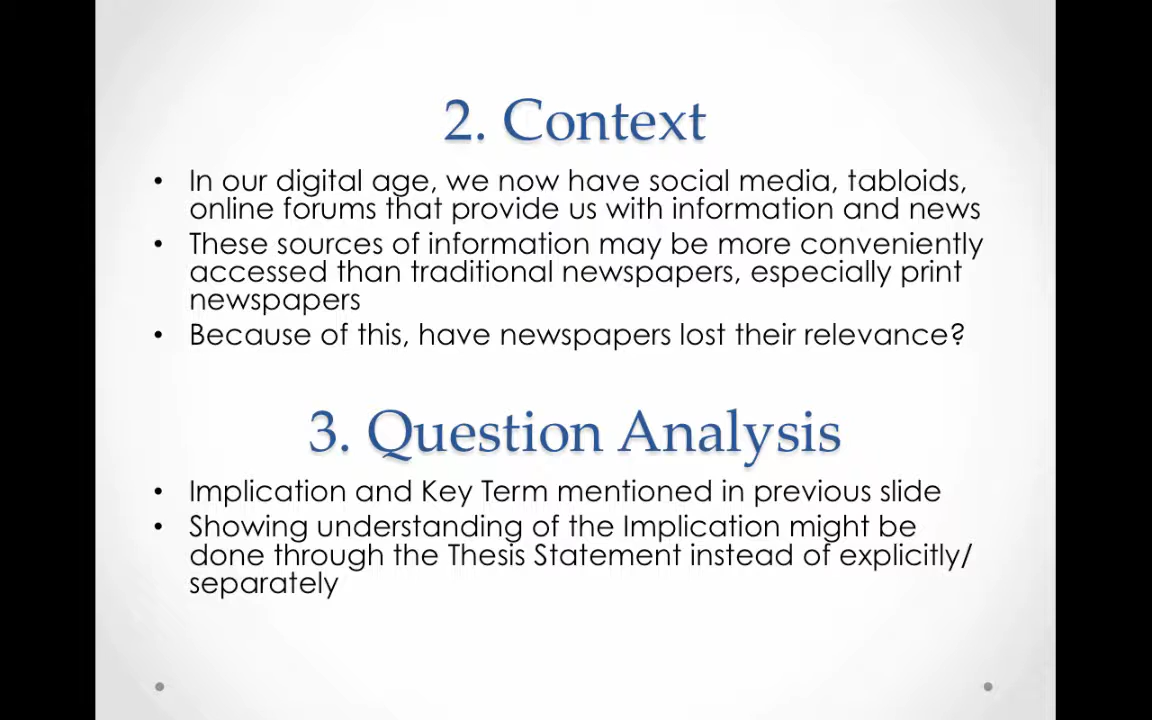 2. Context
• In our digital age, we now have social media, tabloids,
online forums that provide us with information and news
• These sources of information may be more conveniently
accessed than traditional newspapers, especially print
newspapers
• Because of this, have newspapers lost their relevance?
3. Question Analysis
• Implication and Key Term mentioned in previous slide
• Showing understanding of the Implication might be
done through the Thesis Statement instead of explicitly/
separately